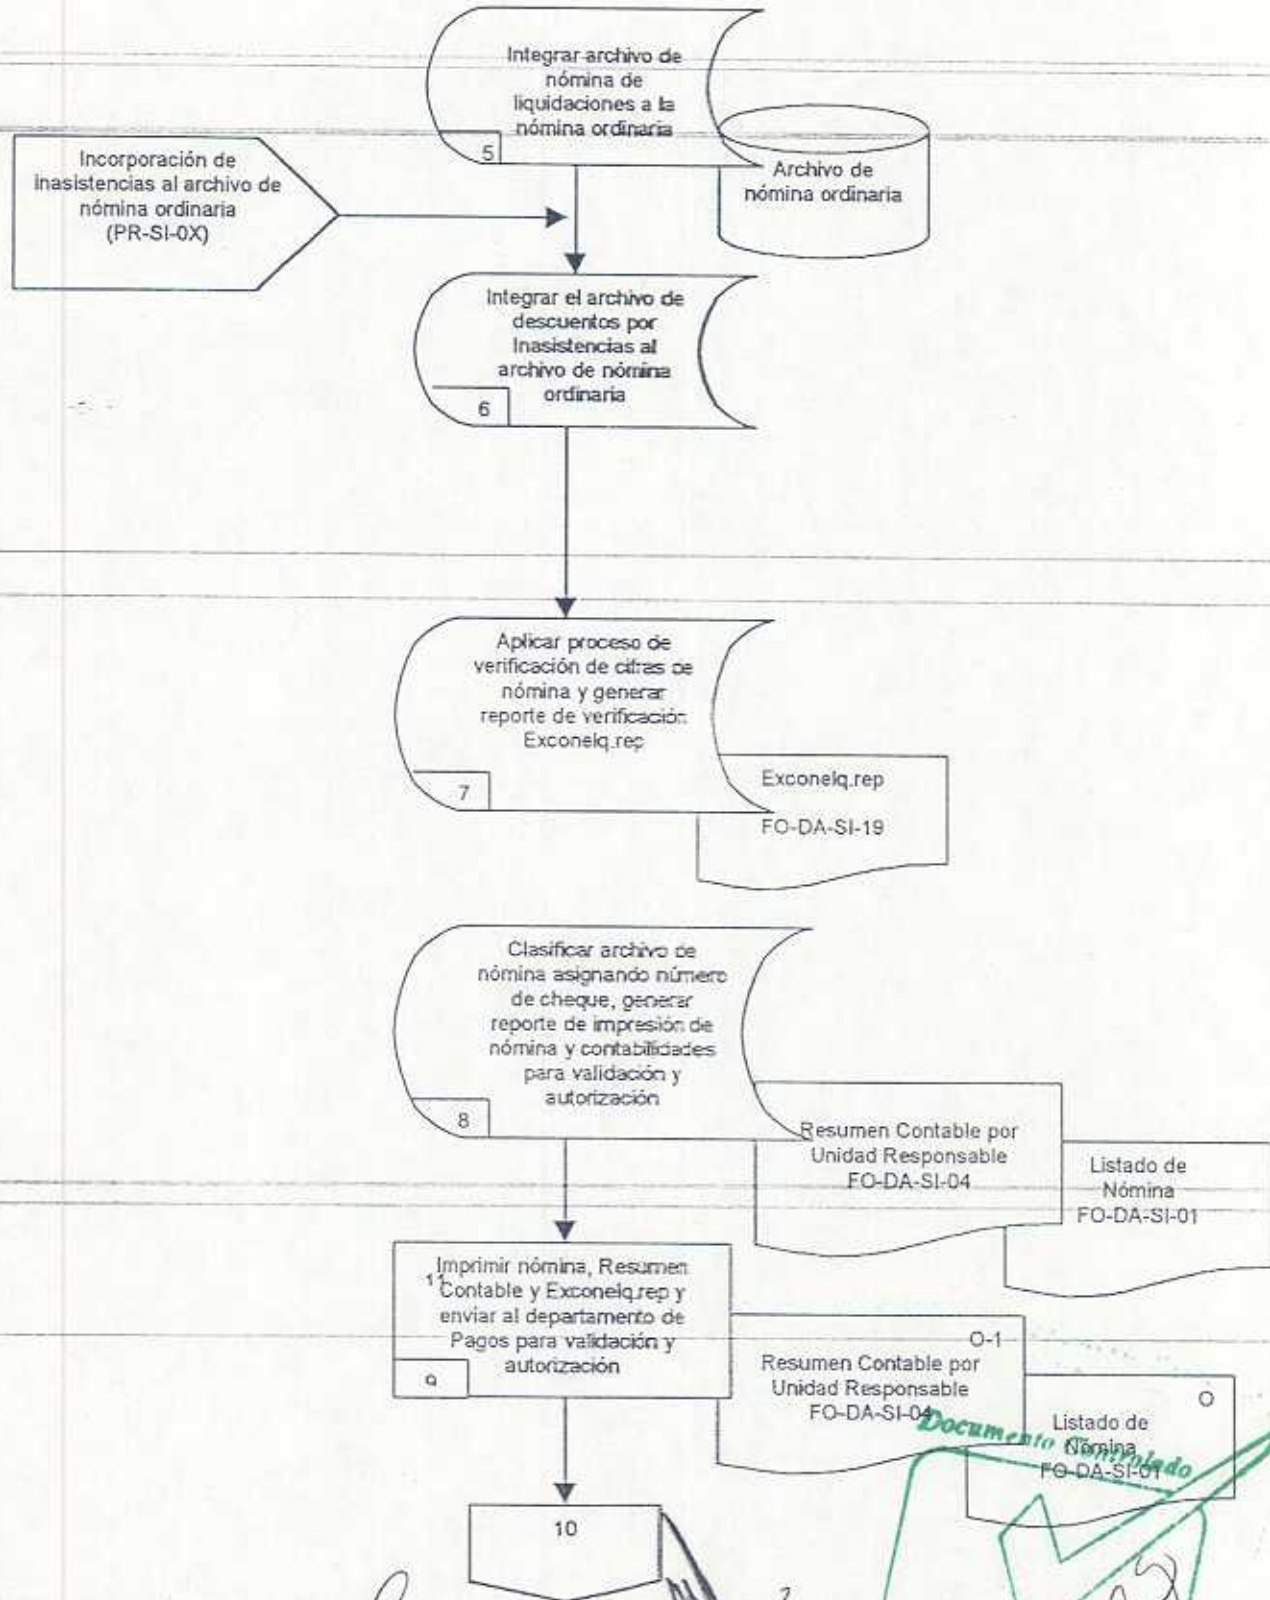 Integrar archivo de
nómina de
liquidaciones a la
nómina ordinaria
5
Archivo de
nómina ordinaria
Incorporación de
inasistencias al archivo de
nómina ordinaria
(PR-SI-0X)
Integrar el archivo de
descuentos por
Inasistencias al
archivo de nómina
ordinaria
6
Aplicar proceso de
verificación de cifras de
nómina y generar
reporte de verificación
Exconelq.rep
7
Exconelq.rep
FO-DA-SI-19
Clasificar archivo de
nómina asignando número
de cheque, generar
reporte de impresión de
nómina y contabilidades
para validación y
autorización
8
Resumen Contable por
Unidad Responsable
FO-DA-SI-04
Listado de
Nómina
FO-DA-SI-01
Imprimir nómina, Resumen
11
Contable y Exconelq.rep y
enviar al departamento de
Pagos para validación y
autorización
9
O-1
Resumen Contable por
Unidad Responsable
FO-DA-SI-04
O
Listado de
Nómina
FO-DA-SI-01
Documento Controlado
10